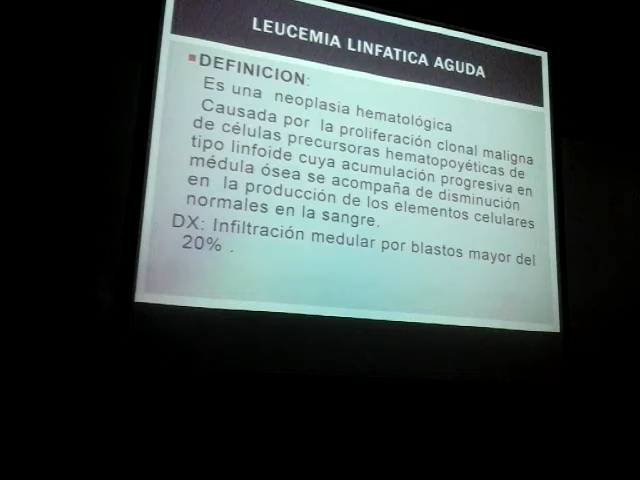 LEUCEMIA LINFATICA AGUDA
DEFINICION:
Es una neoplasia hematológica
Causada por la proliferación clonal maligna
de células precursoras hematopoyéticas de
tipo linfoide cuya acumulación progresiva en
médula ósea se acompaña de disminución
en la producción de los elementos celulares
normales en la sangre.
DX: Infiltración medular por blastos mayor del
20% .